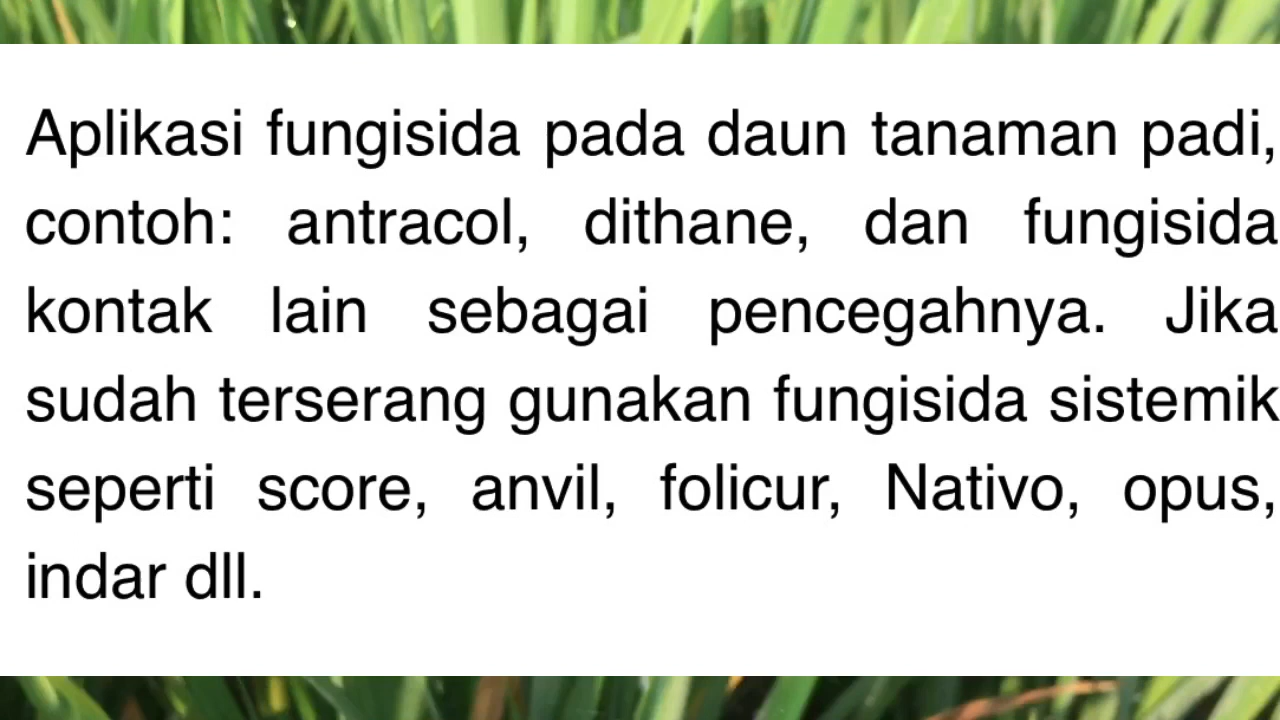 Aplikasi fungisida pada daun tanaman padi,
contoh: antracol, dithane, dan fungisida
kontak lain sebagai pencegahnya. Jika
sudah terserang gunakan fungisida sistemik
seperti score, anvil, folicur, Nativo, opus,
indar dll.